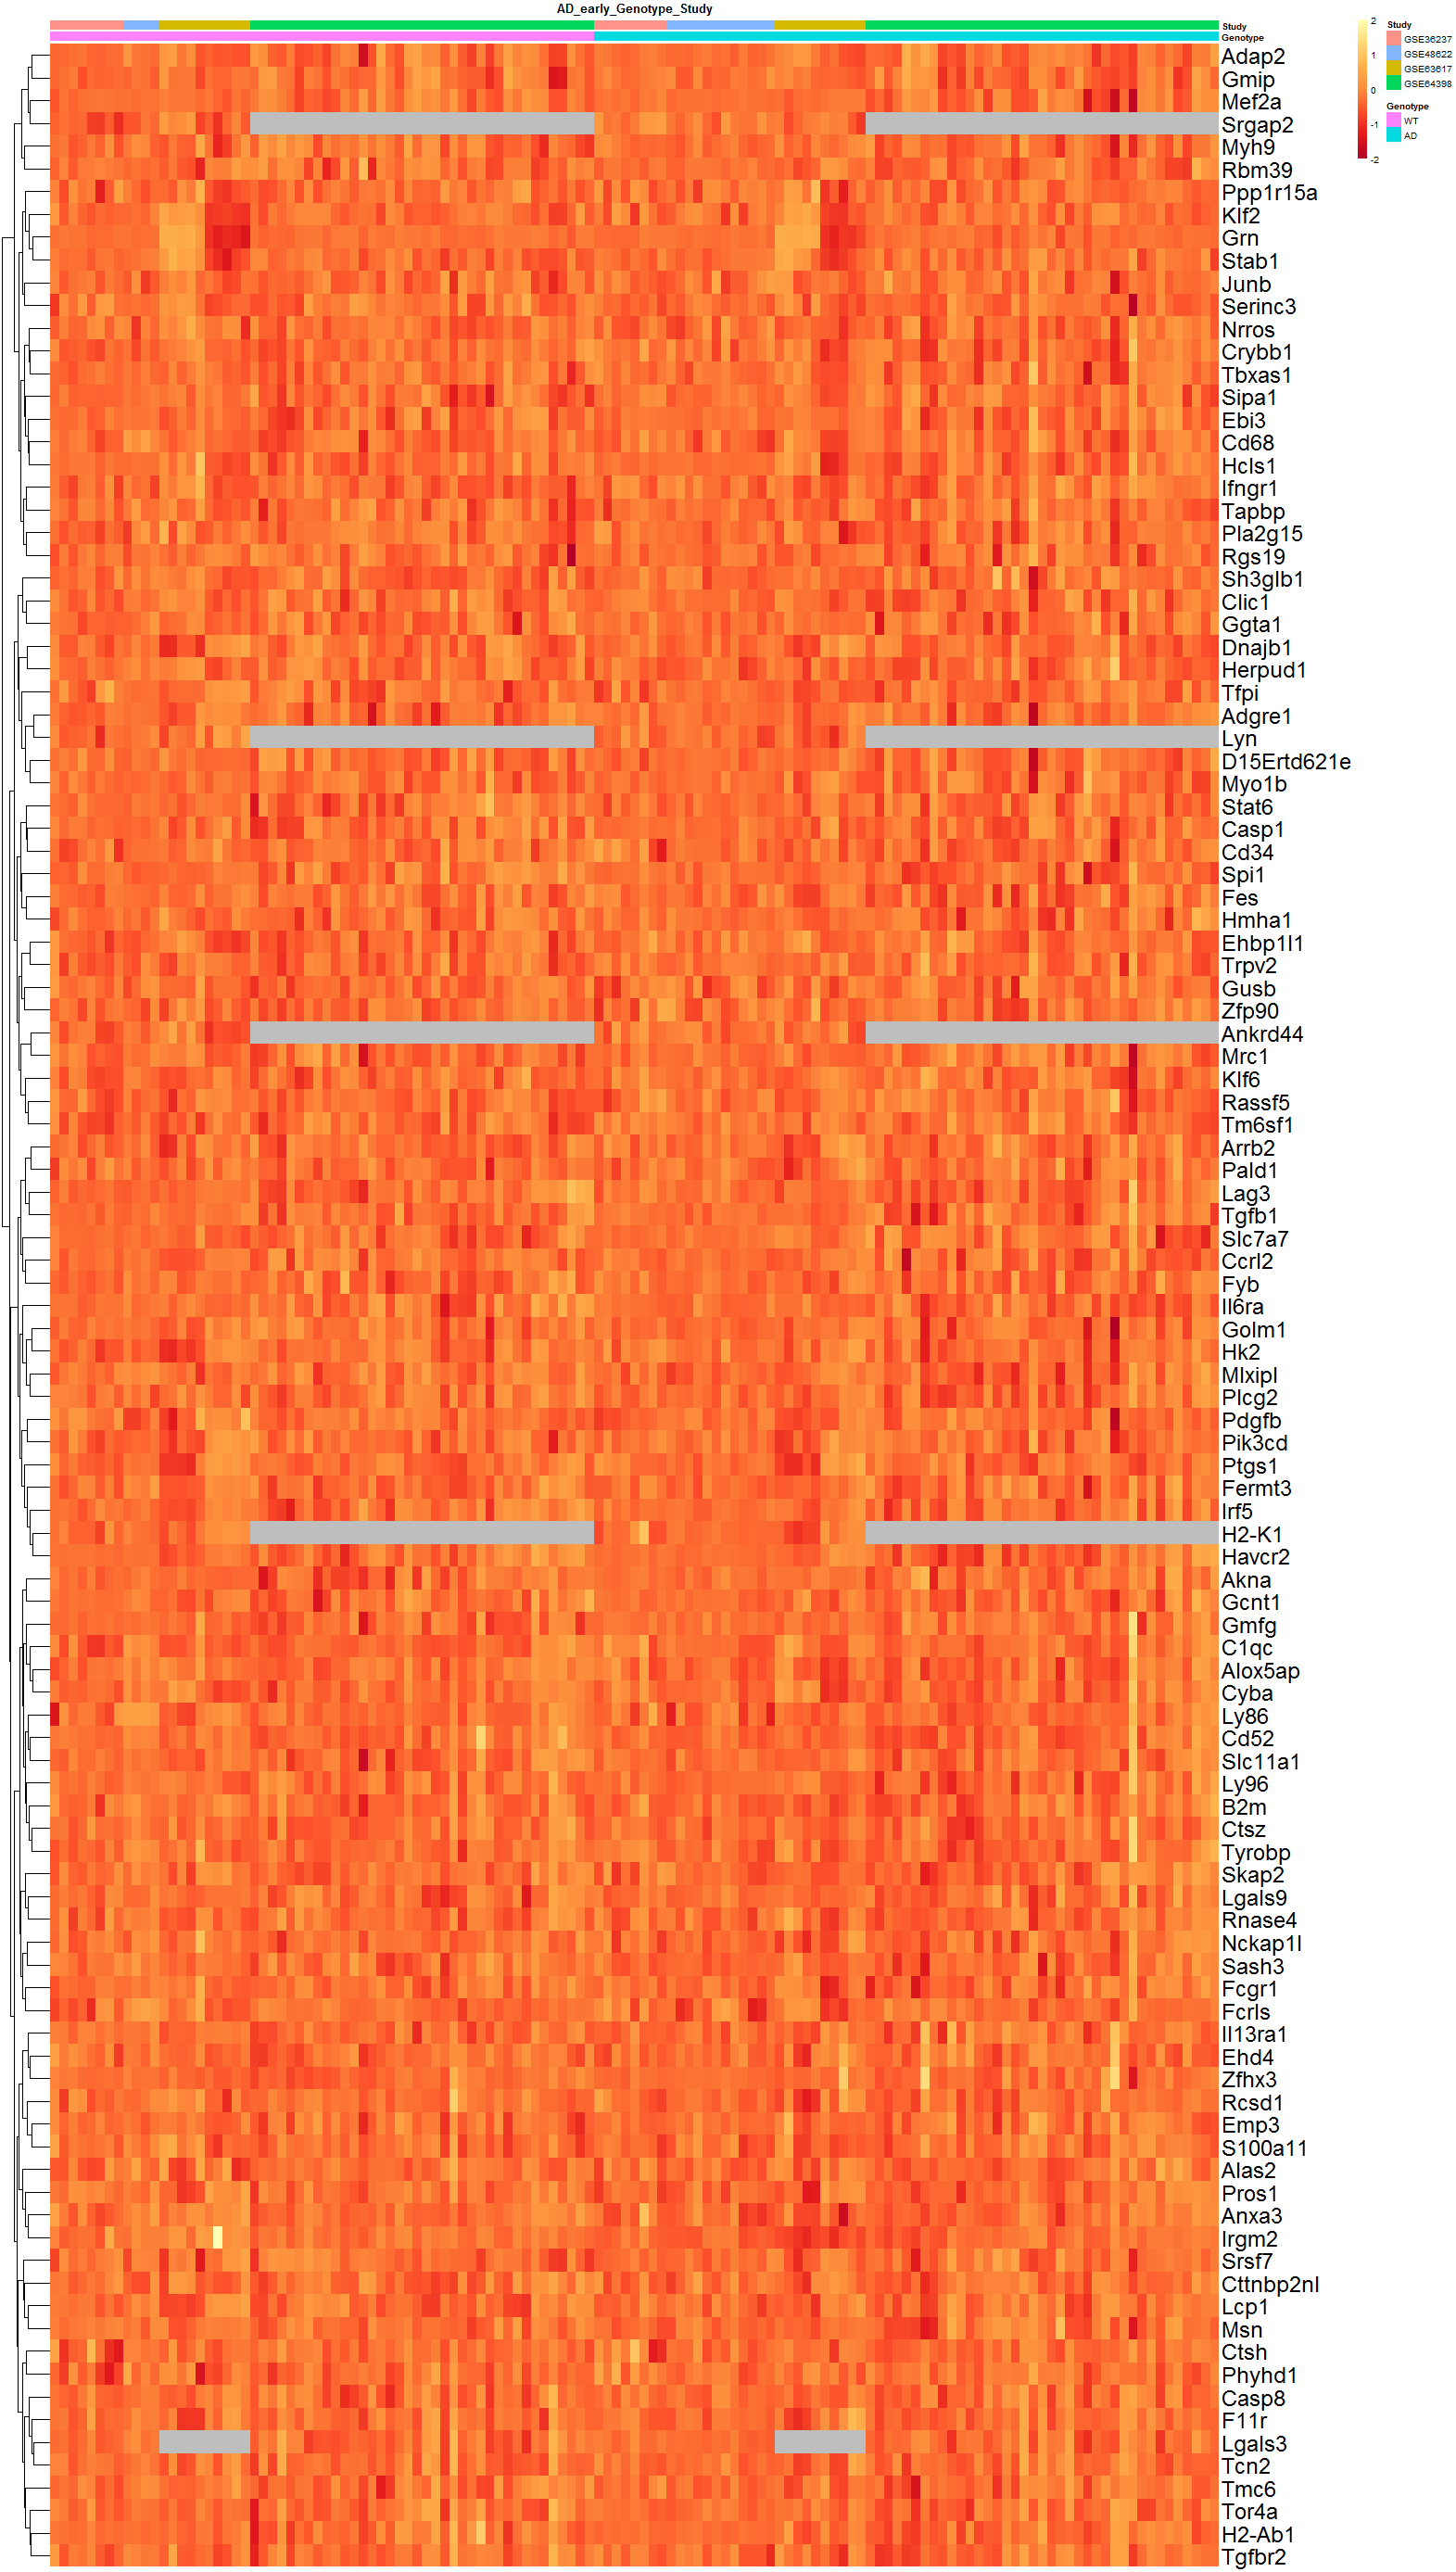 AD_early_Genotype_Study
Study
Genotype
2
1
0
-1
-2
Study
GSE36237
GSE48622
GSE63617
GSE64398
Genotype
WT
AD
Adap2
Gmip
Mef2a
Srgap2
Myh9
Rbm39
Ppp1r15a
Klf2
Grn
Stab1
Junb
Serinc3
Nrros
Crybb1
Tbxas1
Sipa1
Ebi3
Cd68
Hcls1
Ifngr1
Tapbp
Pla2g15
Rgs19
Sh3glb1
Clic1
Ggta1
Dnajb1
Herpud1
Tfpi
Adgre1
Lyn
D15Ertd621e
Myo1b
Stat6
Casp1
Cd34
Spi1
Fes
Hmha1
Ehbp1l1
Trpv2
Gusb
Zfp90
Ankrd44
Mrc1
Klf6
Rassf5
Tm6sf1
Arrb2
Pald1
Lag3
Tgfb1
Slc7a7
Ccrl2
Fyb
Il6ra
Golm1
Hk2
Mlxipl
Plcg2
Pdgfb
Pik3cd
Ptgs1
Fermt3
Irf5
H2-K1
Havcr2
Akna
Gcnt1
Gmfg
C1qc
Alox5ap
Cyba
Ly86
Cd52
Slc11a1
Ly96
B2m
Ctsz
Tyrobp
Skap2
Lgals9
Rnase4
Nckap1l
Sash3
Fcgr1
Fcrls
Il13ra1
Ehd4
Zfhx3
Rcsd1
Emp3
S100a11
Alas2
Pros1
Anxa3
Irgm2
Srsf7
Cttnbp2nl
Lcp1
Msn
Ctsh
Phyhd1
Casp8
F11r
Lgals3
Tcn2
Tmc6
Tor4a
H2-Ab1
Tgfbr2